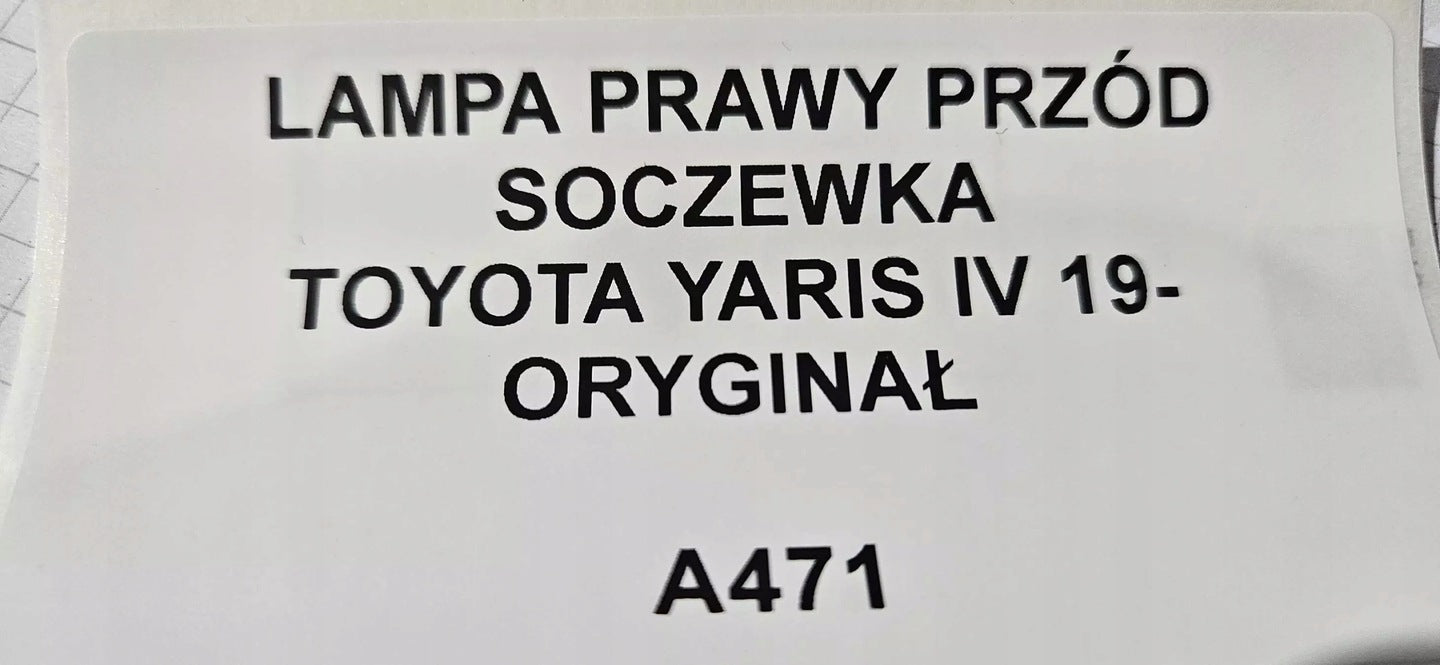 LAMPA PRAWY PRZÓD
SOCZEWKA
TOYOTA YARIS IV 19-
ORYGINAŁ
A471